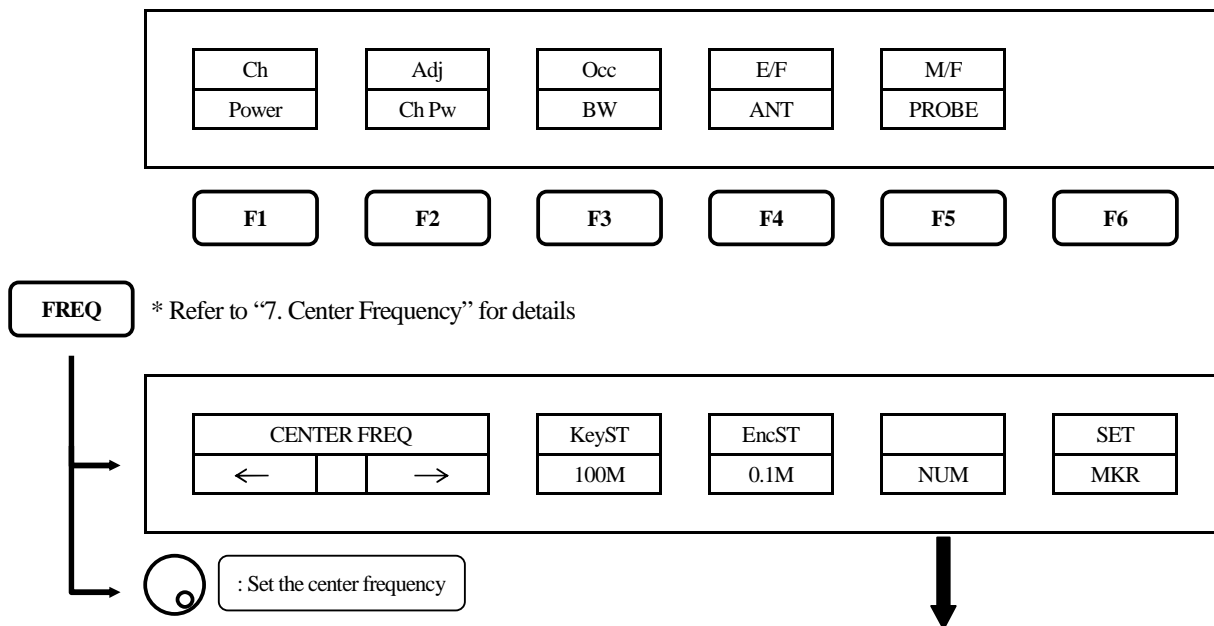 Ch Adj Occ E/F M/F
Power Ch Pw BW ANT PROBE
F1 F2 F3 F4 F5 F6
FREQ * Refer to “7. Center Frequency” for details
CENTER FREQ KeyST EncST SET
← → 100M 0.1M NUM MKR
: Set the center frequency